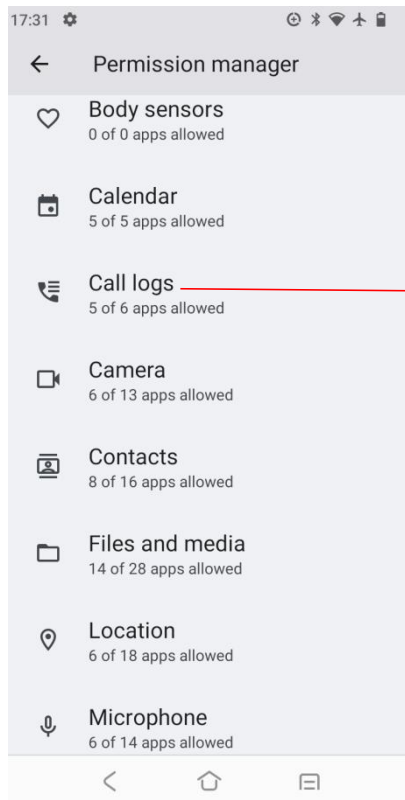 17:31
Permission manager
Body sensors
0 of 0 apps allowed
Calendar
5 of 5 apps allowed
Call logs
5 of 6 apps allowed
Camera
6 of 13 apps allowed
Contacts
8 of 16 apps allowed
Files and media
14 of 28 apps allowed
Location
6 of 18 apps allowed
Microphone
6 of 14 apps allowed